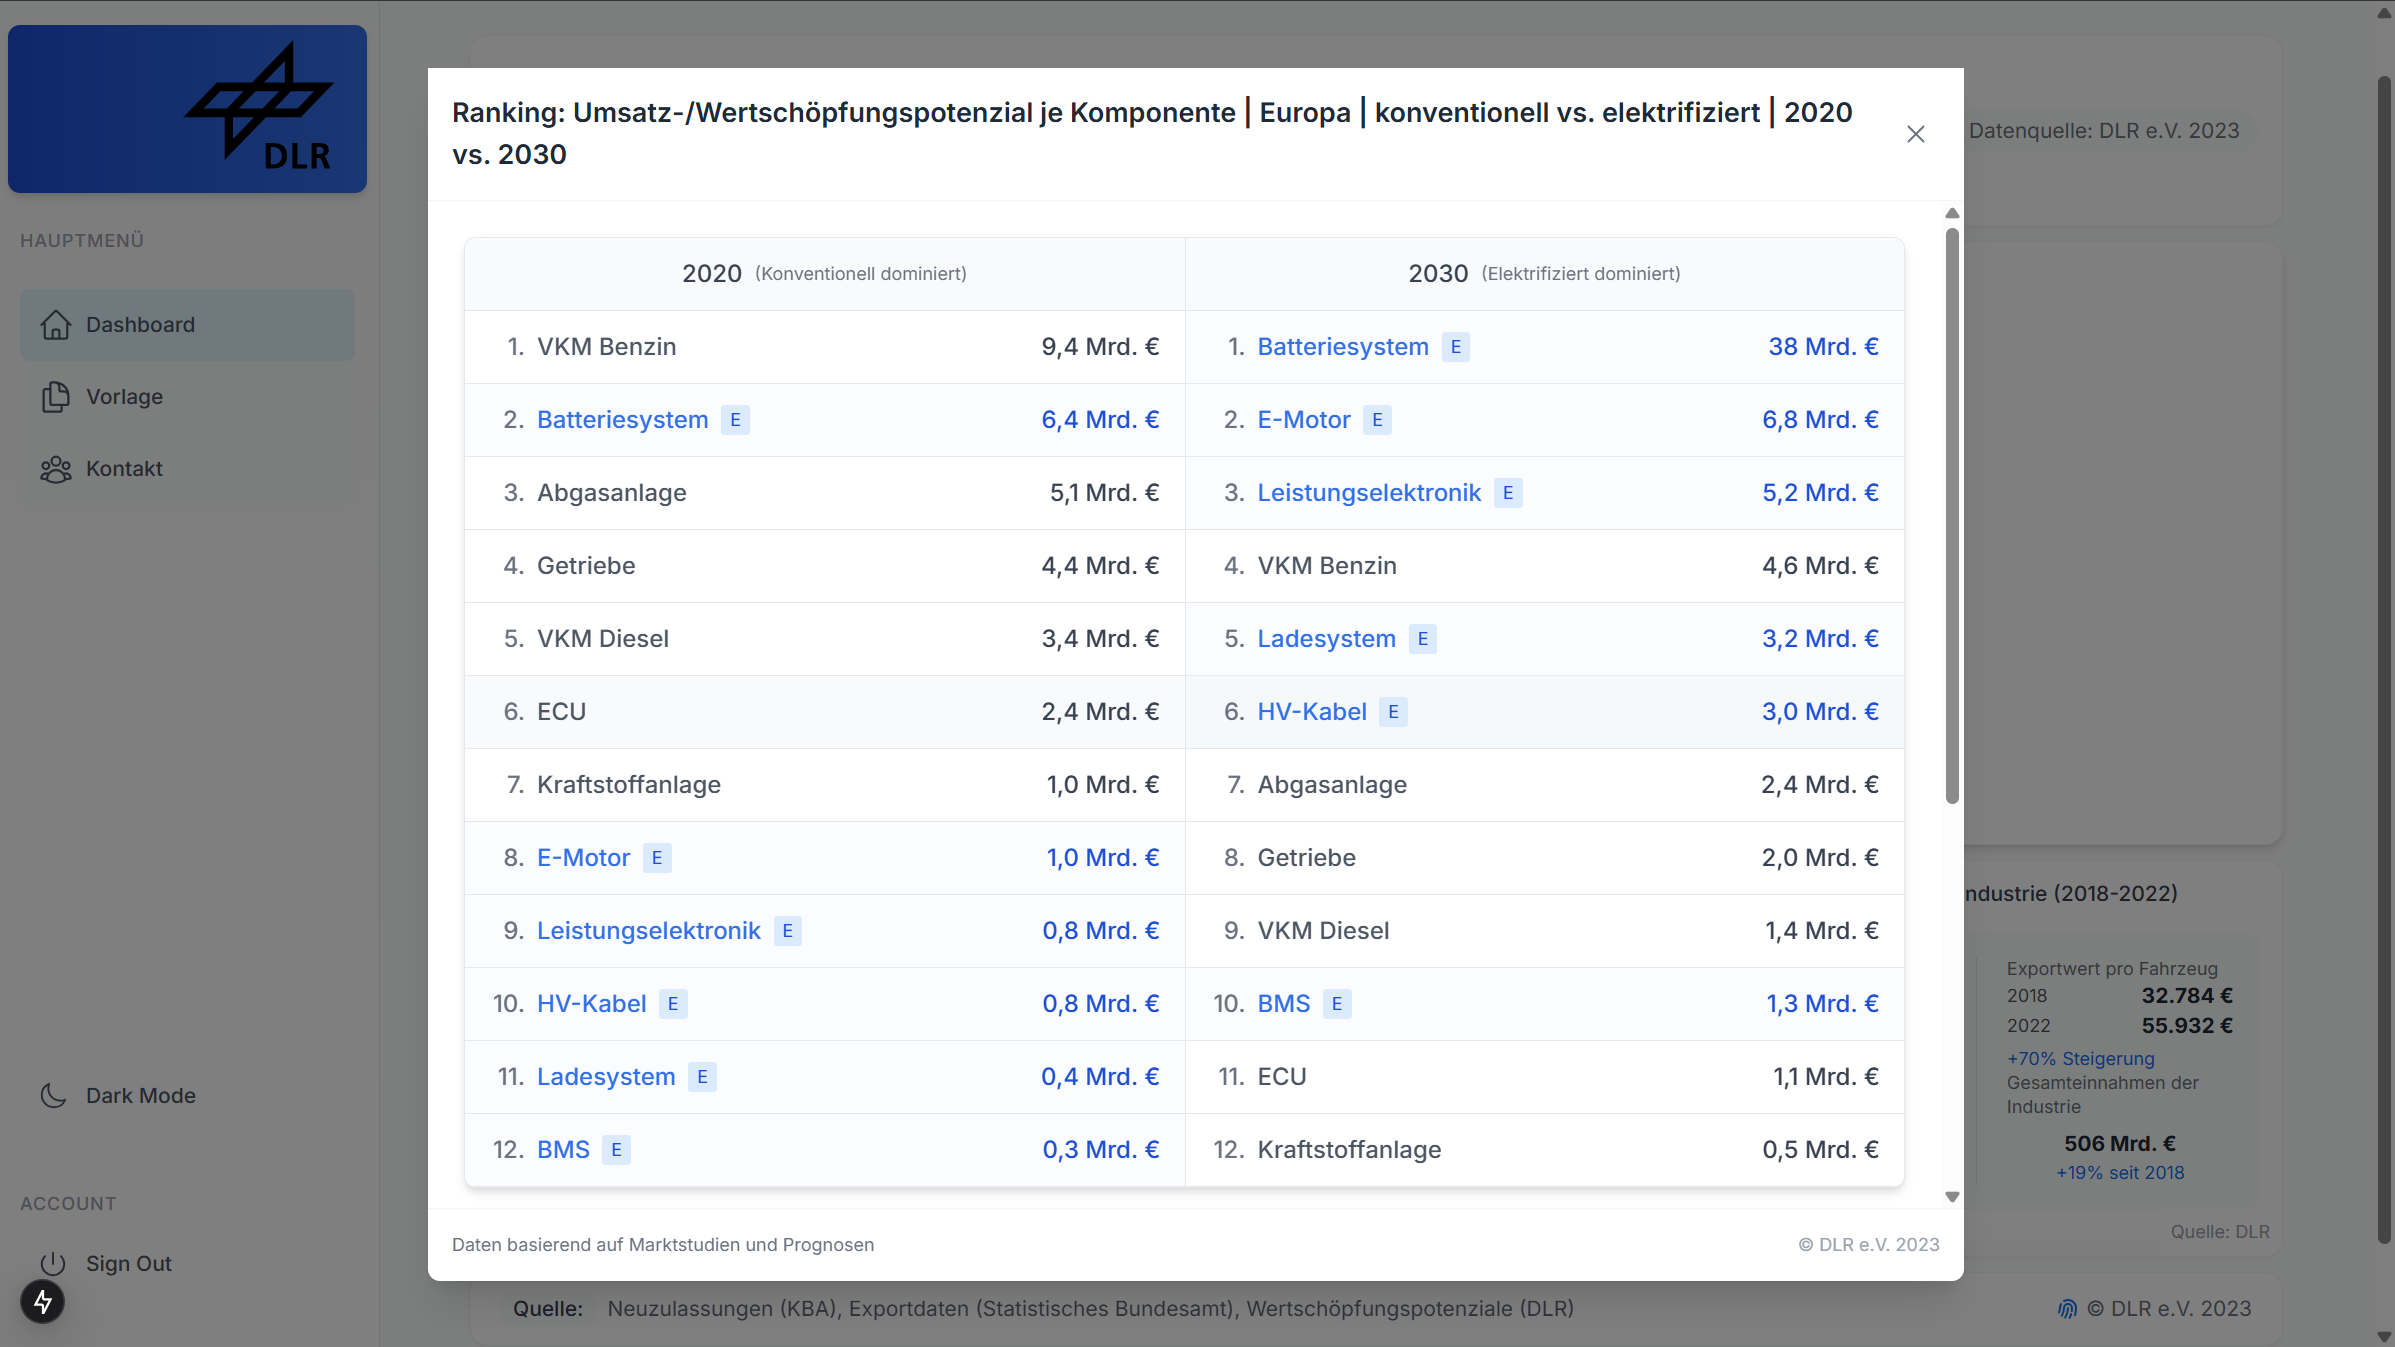 DLR
HAUPTMENÜ
Dashboard
Vorlage
Kontakt
Dark Mode
ACCOUNT
Sign Out
Ranking: Umsatz-/Wertschöpfungspotenzial je Komponente | Europa | konventionell vs. elektrifiziert | 2020
vs. 2030
2020 (Konventionell dominiert)
2030 (Elektrifiziert dominiert)
1. VKM Benzin 9,4 Mrd. €
1. Batteriesystem E 38 Mrd. €
2. Batteriesystem E 6,4 Mrd. €
2. E-Motor E 6,8 Mrd. €
3. Abgasanlage 5,1 Mrd. €
3. Leistungselektronik E 5,2 Mrd. €
4. Getriebe 4,4 Mrd. €
4. VKM Benzin 4,6 Mrd. €
5. VKM Diesel 3,4 Mrd. €
5. Ladesystem E 3,2 Mrd. €
6. ECU 2,4 Mrd. €
6. HV-Kabel E 3,0 Mrd. €
7. Kraftstoffanlage 1,0 Mrd. €
7. Abgasanlage 2,4 Mrd. €
8. E-Motor E 1,0 Mrd. €
8. Getriebe 2,0 Mrd. €
9. Leistungselektronik E 0,8 Mrd. €
9. VKM Diesel 1,4 Mrd. €
10. HV-Kabel E 0,8 Mrd. €
10. BMS E 1,3 Mrd. €
11. Ladesystem E 0,4 Mrd. €
11. ECU 1,1 Mrd. €
12. BMS E 0,3 Mrd. €
12. Kraftstoffanlage 0,5 Mrd. €
Daten basierend auf Marktstudien und Prognosen
© DLR e.V. 2023
Datenquelle: DLR e.V. 2023
ndustrie (2018-2022)
Exportwert pro Fahrzeug
2018 32.784 €
2022 55.932 €
+70% Steigerung
Gesamteinnahmen der
Industrie
506 Mrd. €
+19% seit 2018
Quelle: DLR
Quelle: Neuzulassungen (KBA), Exportdaten (Statistisches Bundesamt), Wertschöpfungspotenziale (DLR)
© DLR e.V. 2023